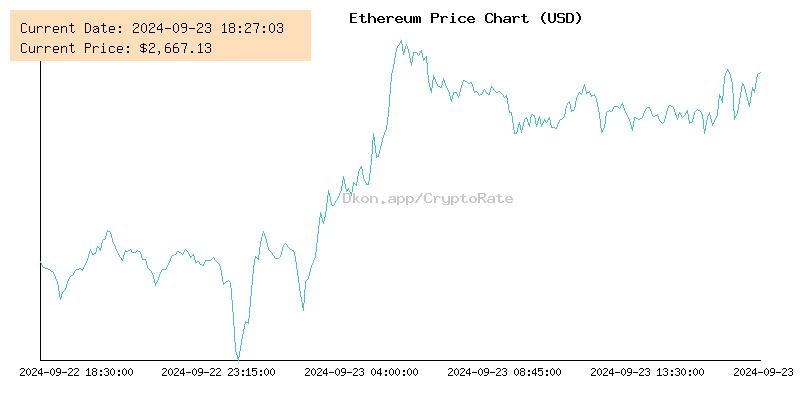 Ethereum Price Chart (USD)
Current Date: 2024-09-23 18:27:03
Current Price: $2,667.13
Dkon.app/CryptoRate
2024-09-22 18:30:00 2024-09-22 23:15:00 2024-09-23 04:00:00 2024-09-23 08:45:00 2024-09-23 13:30:00 2024-09-23